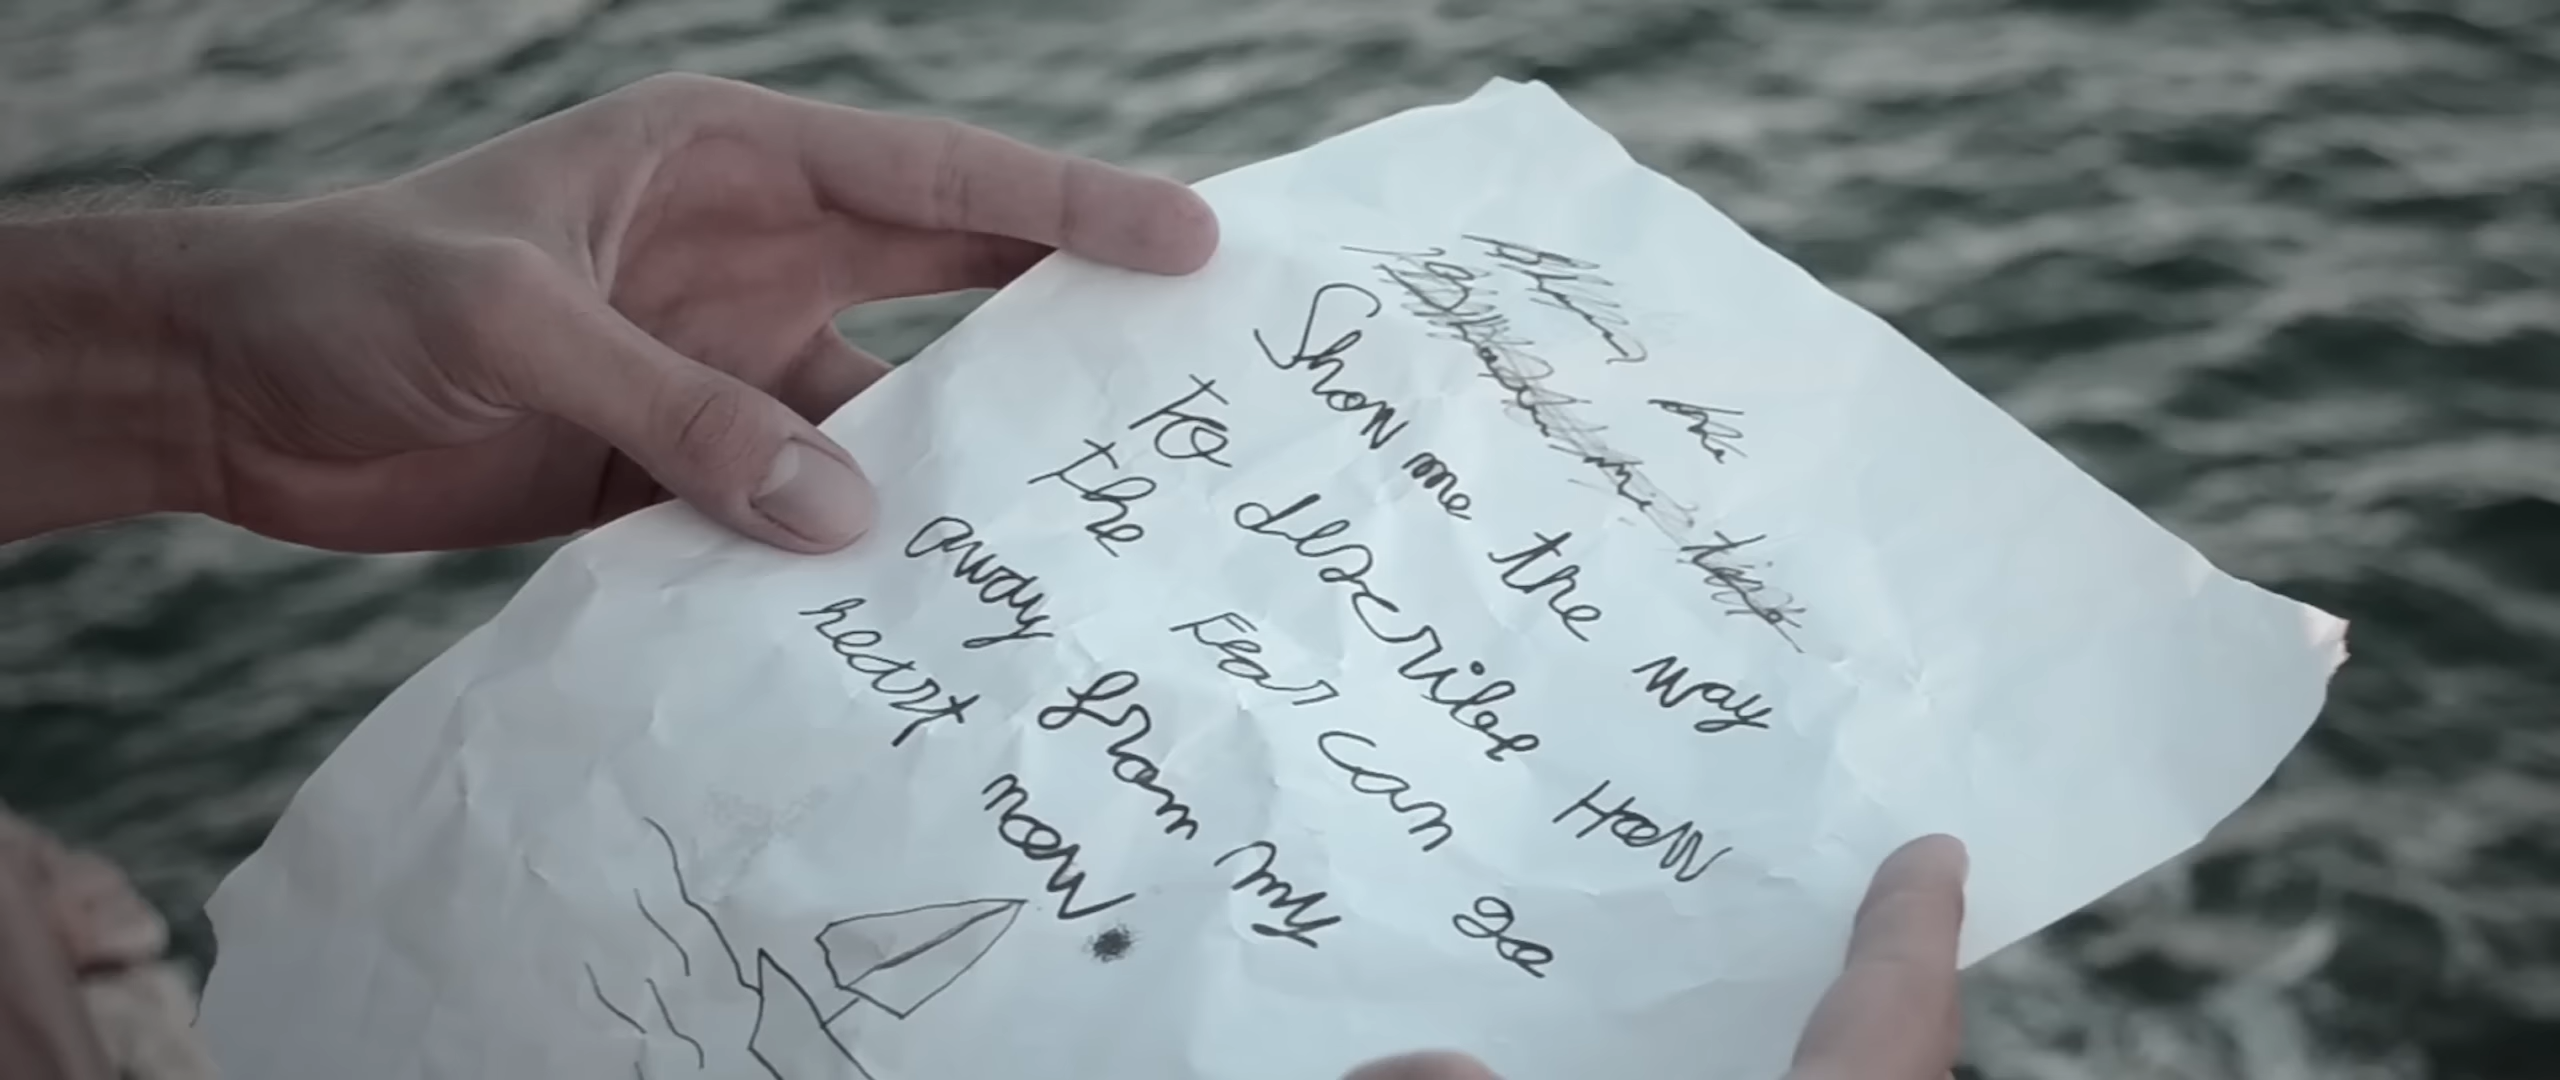 Show me the way
to describe How
the Fear can go
away from my
heart now.